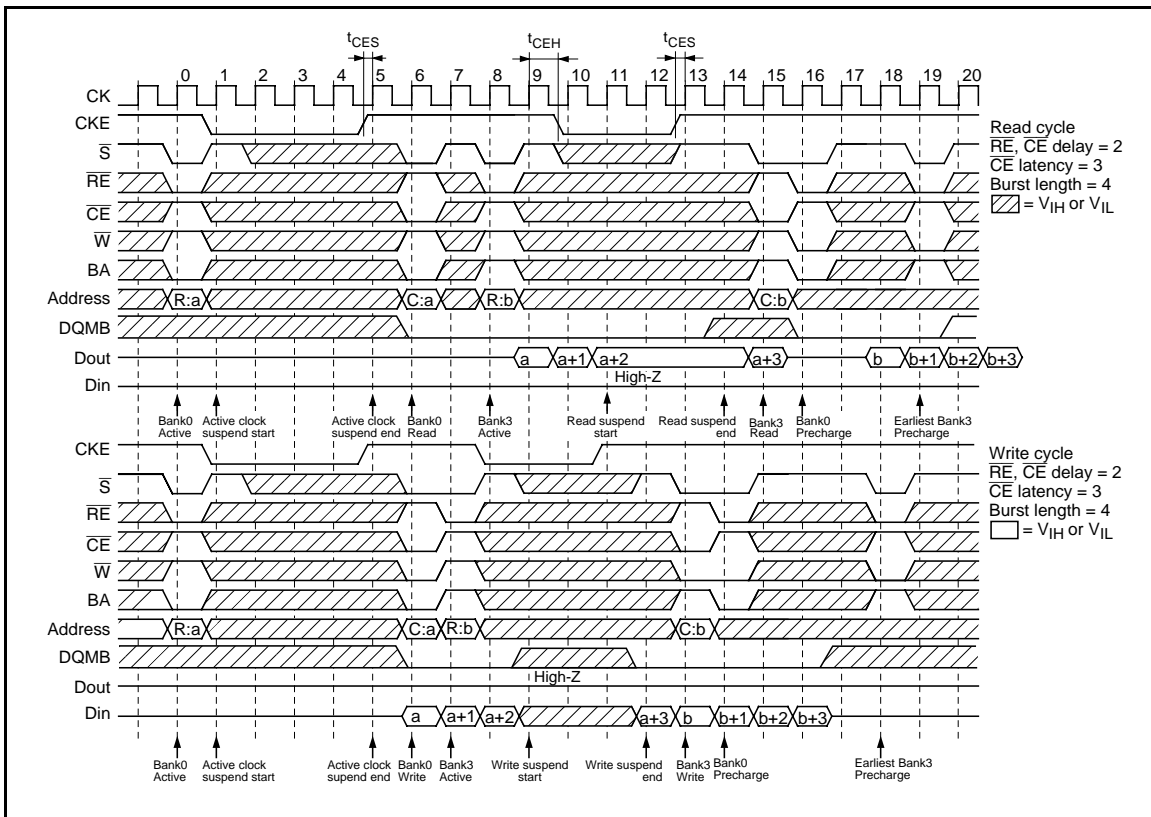 tCES tCEH tCES
0 1 2 3 4 5 6 7 8 9 10 11 12 13 14 15 16 17 18 19 20
CK
CKE
S
RE
CE
W
BA
Address R:a C:a R:b C:b
DQMB
Dout a a+1 a+2 a+3 b b+1 b+2 b+3
High-Z
Din
Read cycle
RE, CE delay = 2
CE latency = 3
Burst length = 4
= VIH or VIL
Bank0 Active
Active clock suspend start
Active clock suspend end
Bank0 Read
Bank3 Active
Read suspend start
Read suspend end
Bank3 Read
Bank0 Precharge
Earliest Bank3 Precharge
CKE
S
RE
CE
W
BA
Address R:a C:a R:b C:b
DQMB
High-Z
Dout
Din a a+1 a+2 a+3 b b+1 b+2 b+3
Write cycle
RE, CE delay = 2
CE latency = 3
Burst length = 4
= VIH or VIL
Bank0 Active
Active clock suspend start
Active clock supend end
Bank0 Write
Bank3 Active
Write suspend start
Write suspend end
Bank3 Write
Bank0 Precharge
Earliest Bank3 Precharge